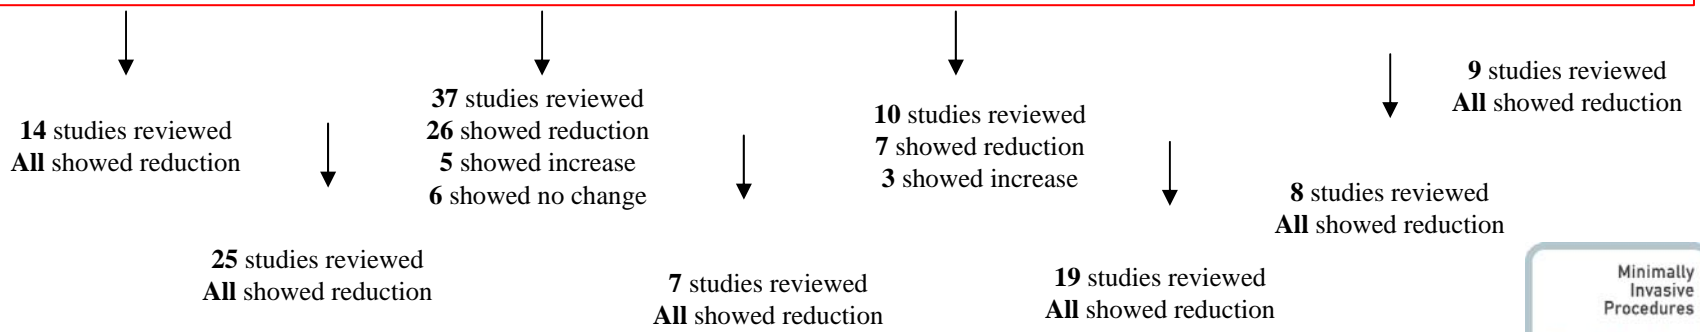 14 studies reviewed
All showed reduction
25 studies reviewed
All showed reduction
37 studies reviewed
26 showed reduction
5 showed increase
6 showed no change
7 studies reviewed
All showed reduction
10 studies reviewed
7 showed reduction
3 showed increase
19 studies reviewed
All showed reduction
8 studies reviewed
All showed reduction
9 studies reviewed
All showed reduction
Minimally
Invasive
Procedures